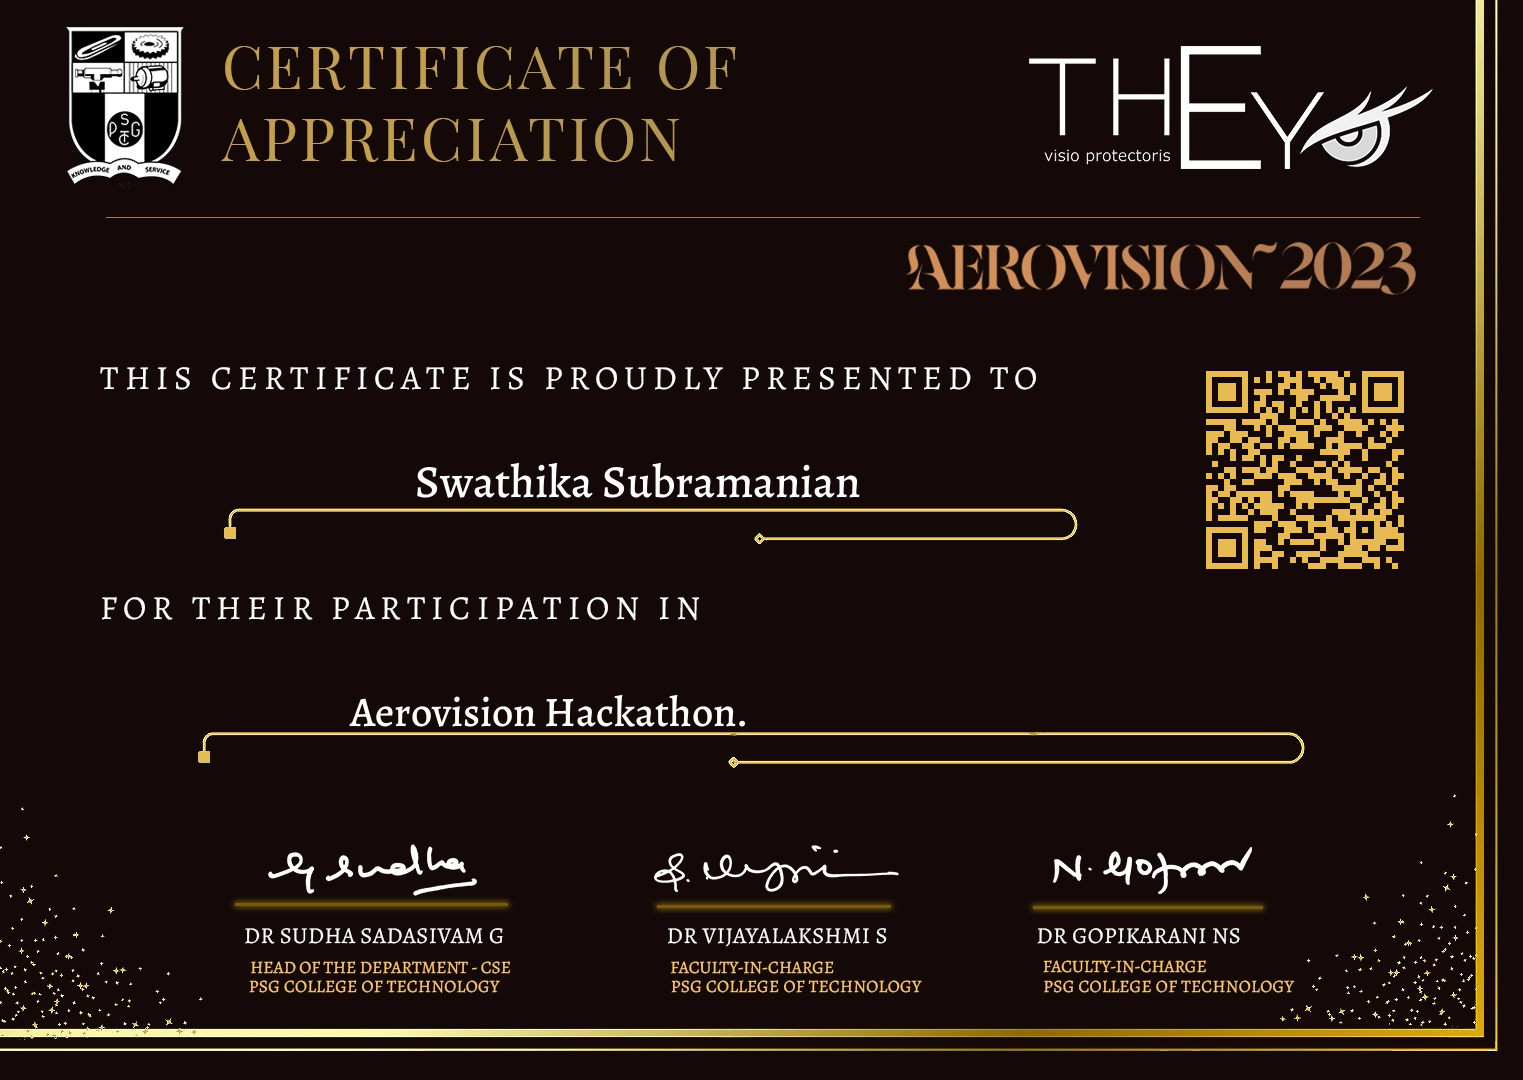 CERTIFICATE OF
APPRECIATION
PSG
CT
KNOWLEDGE AND SERVICE
THEY
visio protectoris
AEROVISION~2023
THIS CERTIFICATE IS PROUDLY PRESENTED TO
Swathika Subramanian
FOR THEIR PARTICIPATION IN
Aerovision Hackathon.
G Sudha
DR SUDHA SADASIVAM G
HEAD OF THE DEPARTMENT - CSE
PSG COLLEGE OF TECHNOLOGY
DR VIJAYALAKSHMI S
FACULTY-IN-CHARGE
PSG COLLEGE OF TECHNOLOGY
DR GOPIKARANI NS
FACULTY-IN-CHARGE
PSG COLLEGE OF TECHNOLOGY